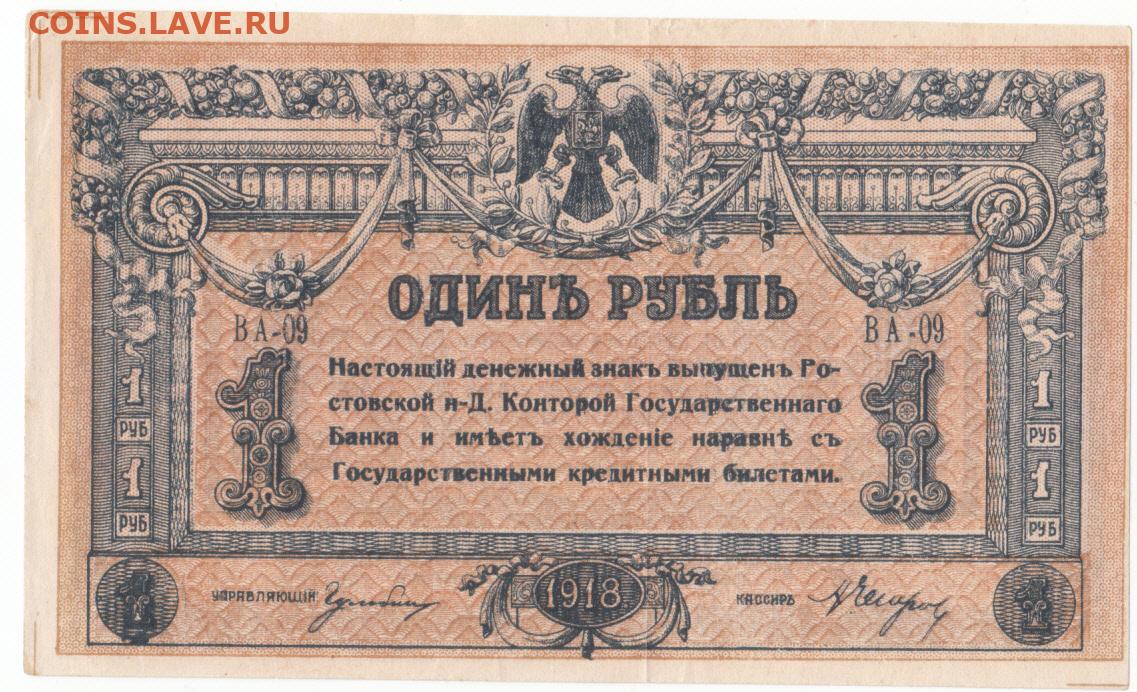 COINS.LAVE.RU
ОДИНЪ РУБЛЬ
ВА-09 ВА-09
1 1
Настоящій денежный знакъ выпущенъ Ро-
стовской н-Д. Конторой Государственнаго
Банка и имѣетъ хожденіе наравнѣ съ
Государственными кредитными билетами.
1 1
РУБ РУБ
1 1
РУБ РУБ
УПРАВЛЯЮЩІЙ 1918 КАССИРЪ
1 1